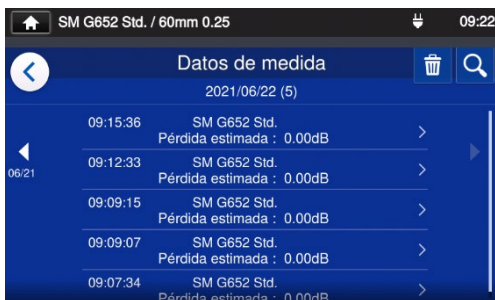 SM G652 Std. / 60mm 0.25
09:22
Datos de medida
2021/06/22 (5)
09:15:36 SM G652 Std.
Pérdida estimada : 0.00dB
06/21
09:12:33 SM G652 Std.
Pérdida estimada : 0.00dB
09:09:15 SM G652 Std.
Pérdida estimada : 0.00dB
09:09:07 SM G652 Std.
Pérdida estimada : 0.00dB
09:07:34 SM G652 Std.
Pérdida estimada : 0.00dB